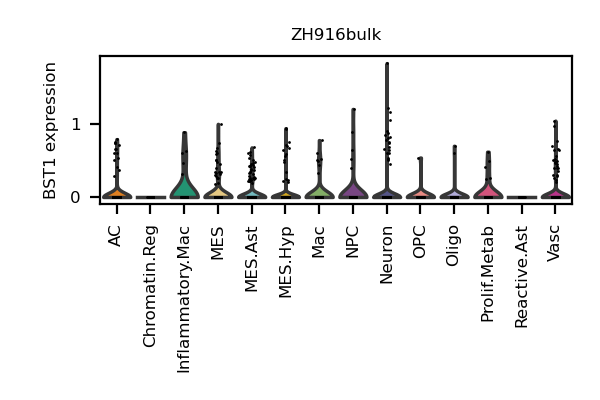 ZH916bulk
BST1 expression
1
0
AC
Chromatin.Reg
Inflammatory.Mac
MES
MES.Ast
MES.Hyp
Mac
NPC
Neuron
OPC
Oligo
Prolif.Metab
Reactive.Ast
Vasc